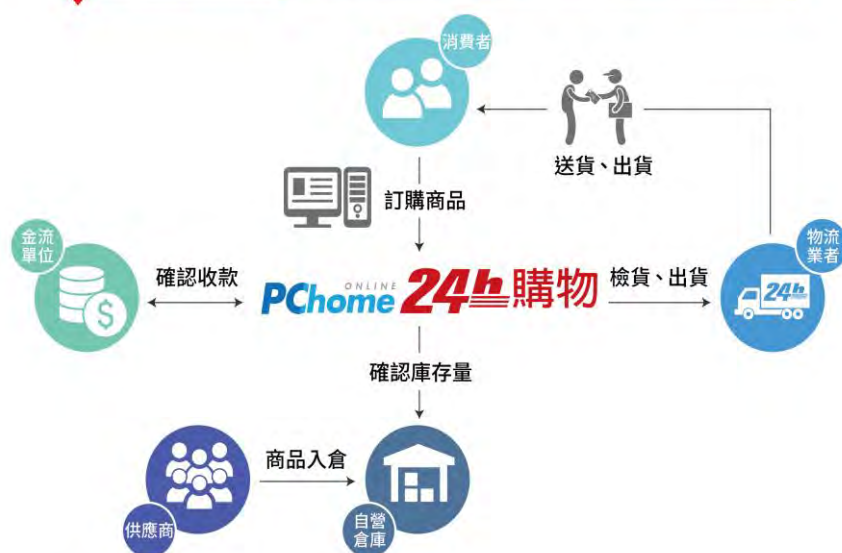 消費者
送貨、出貨
訂購商品
金流
單位
物流
業者
確認收款
PChome ONLINE 24h購物
檢貨、出貨
24h
確認庫存量
商品入倉
供應商
自營
倉庫